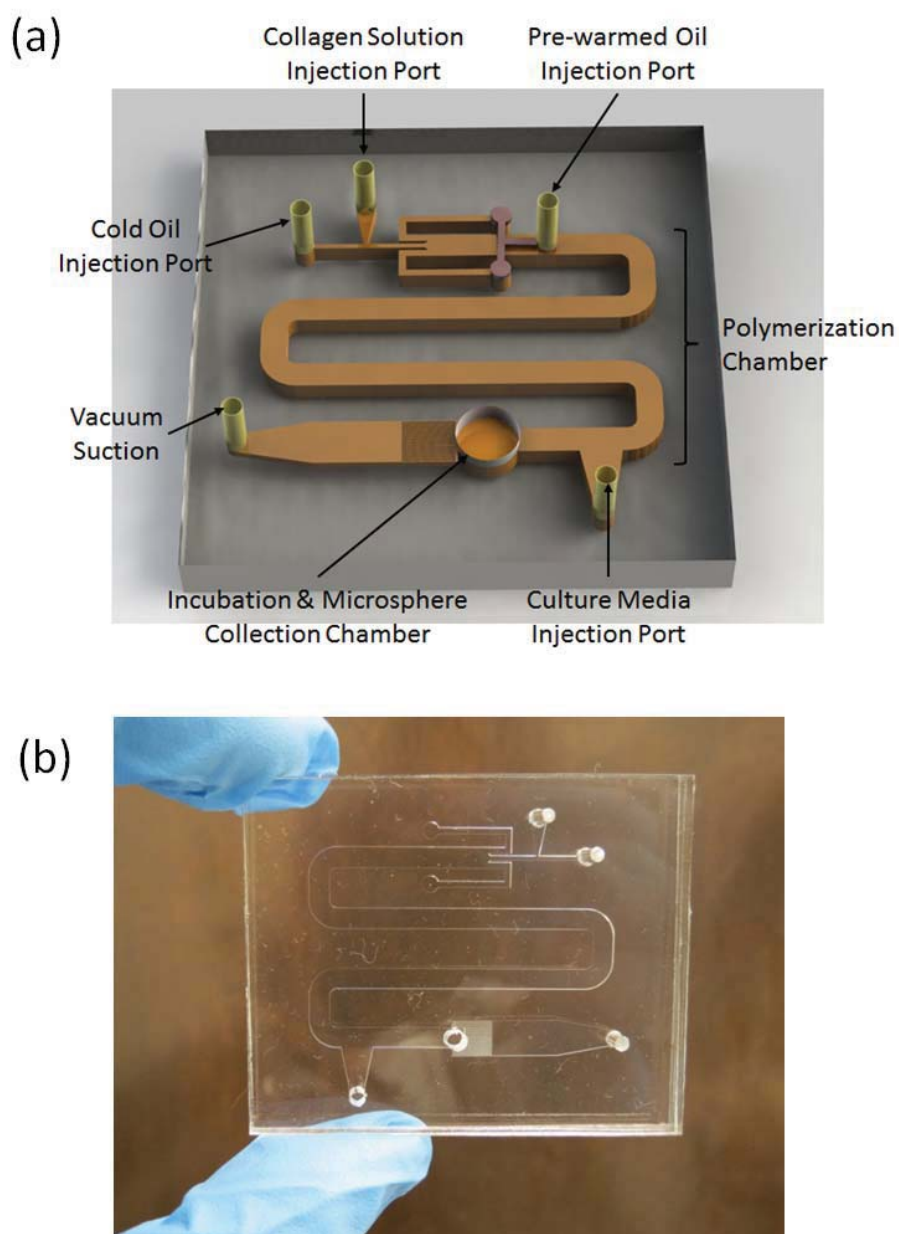 (a)
Collagen Solution
Injection Port
Pre-warmed Oil
Injection Port
Cold Oil
Injection Port
Polymerization
Chamber
Vacuum
Suction
Incubation & Microsphere
Collection Chamber
Culture Media
Injection Port
(b)